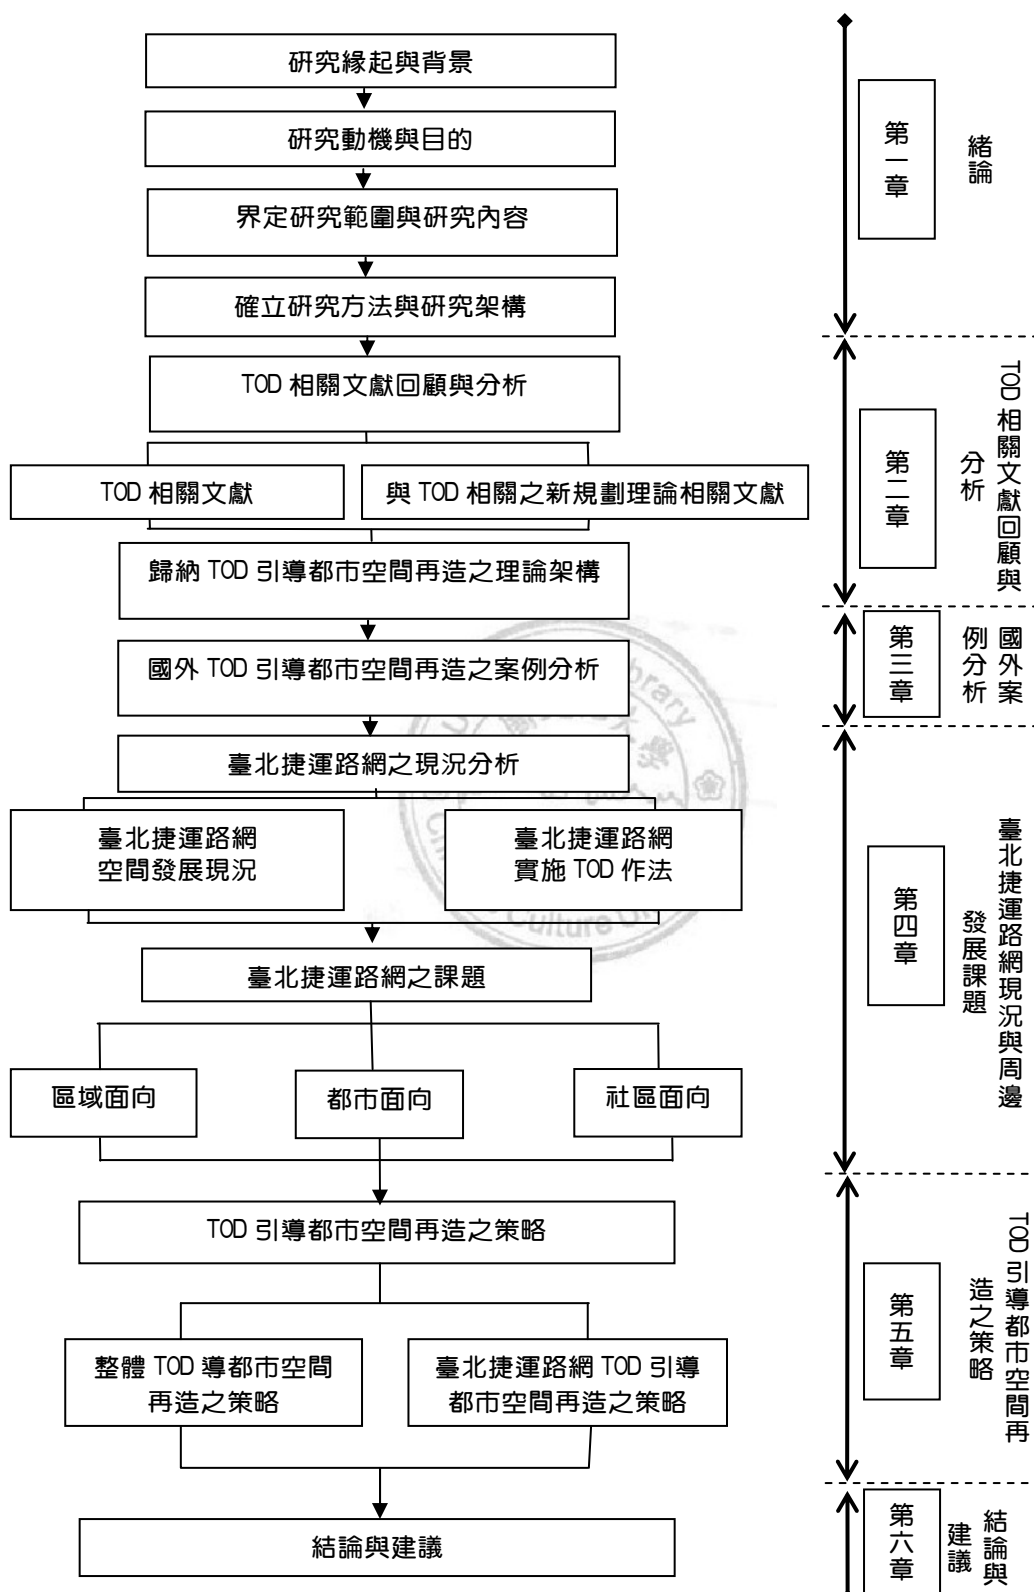 研究緣起與背景
研究動機與目的
界定研究範圍與研究內容
確立研究方法與研究架構
TOD 相關文獻回顧與分析
TOD 相關文獻
與 TOD 相關之新規劃理論相關文獻
歸納 TOD 引導都市空間再造之理論架構
國外 TOD 引導都市空間再造之案例分析
臺北捷運路網之現況分析
臺北捷運路網
空間發展現況
臺北捷運路網
實施 TOD 作法
臺北捷運路網之課題
區域面向
都市面向
社區面向
TOD 引導都市空間再造之策略
整體 TOD 導都市空間
再造之策略
臺北捷運路網 TOD 引導
都市空間再造之策略
結論與建議
第一章
緒論
第二章
TOD 相關文獻回顧與
分析
第三章
國外案
例分析
第四章
臺北捷運路網現況與周邊
發展課題
第五章
TOD 引導都市空間再
造之策略
第六章
結論與
建議
Culture